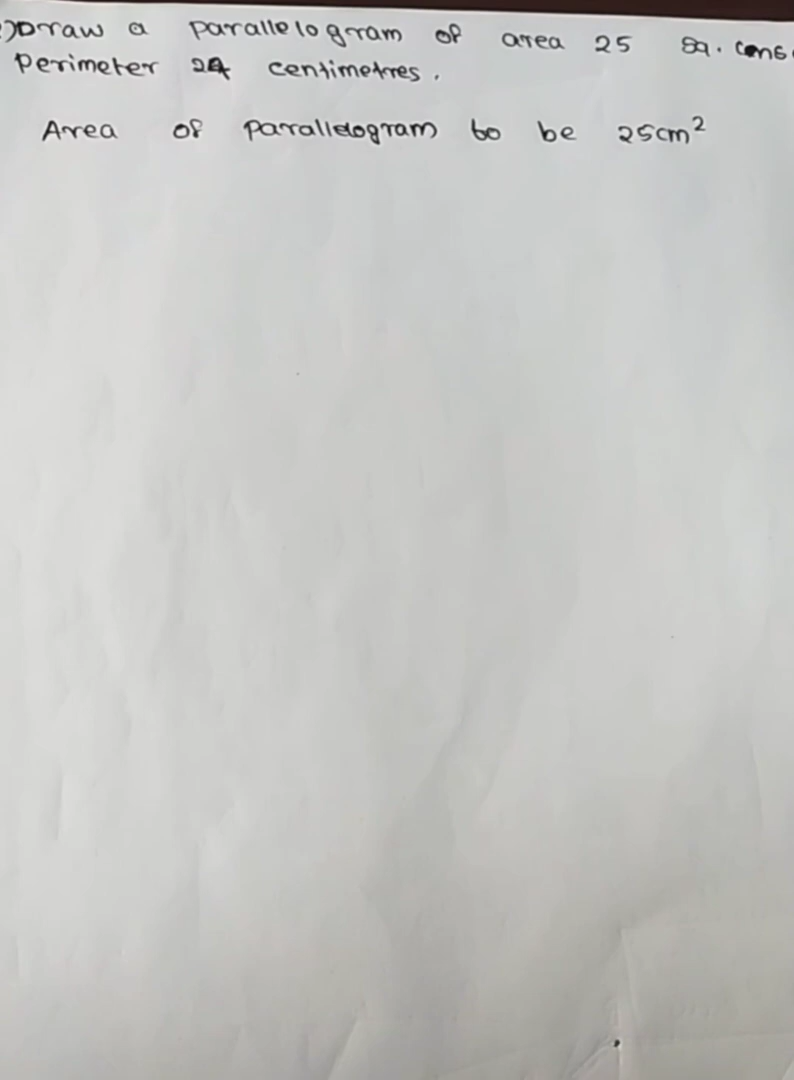 )Draw a parallelogram of area 25 sq. cms
Perimeter 24 centimetres.
Area of parallelogram to be 25cm²